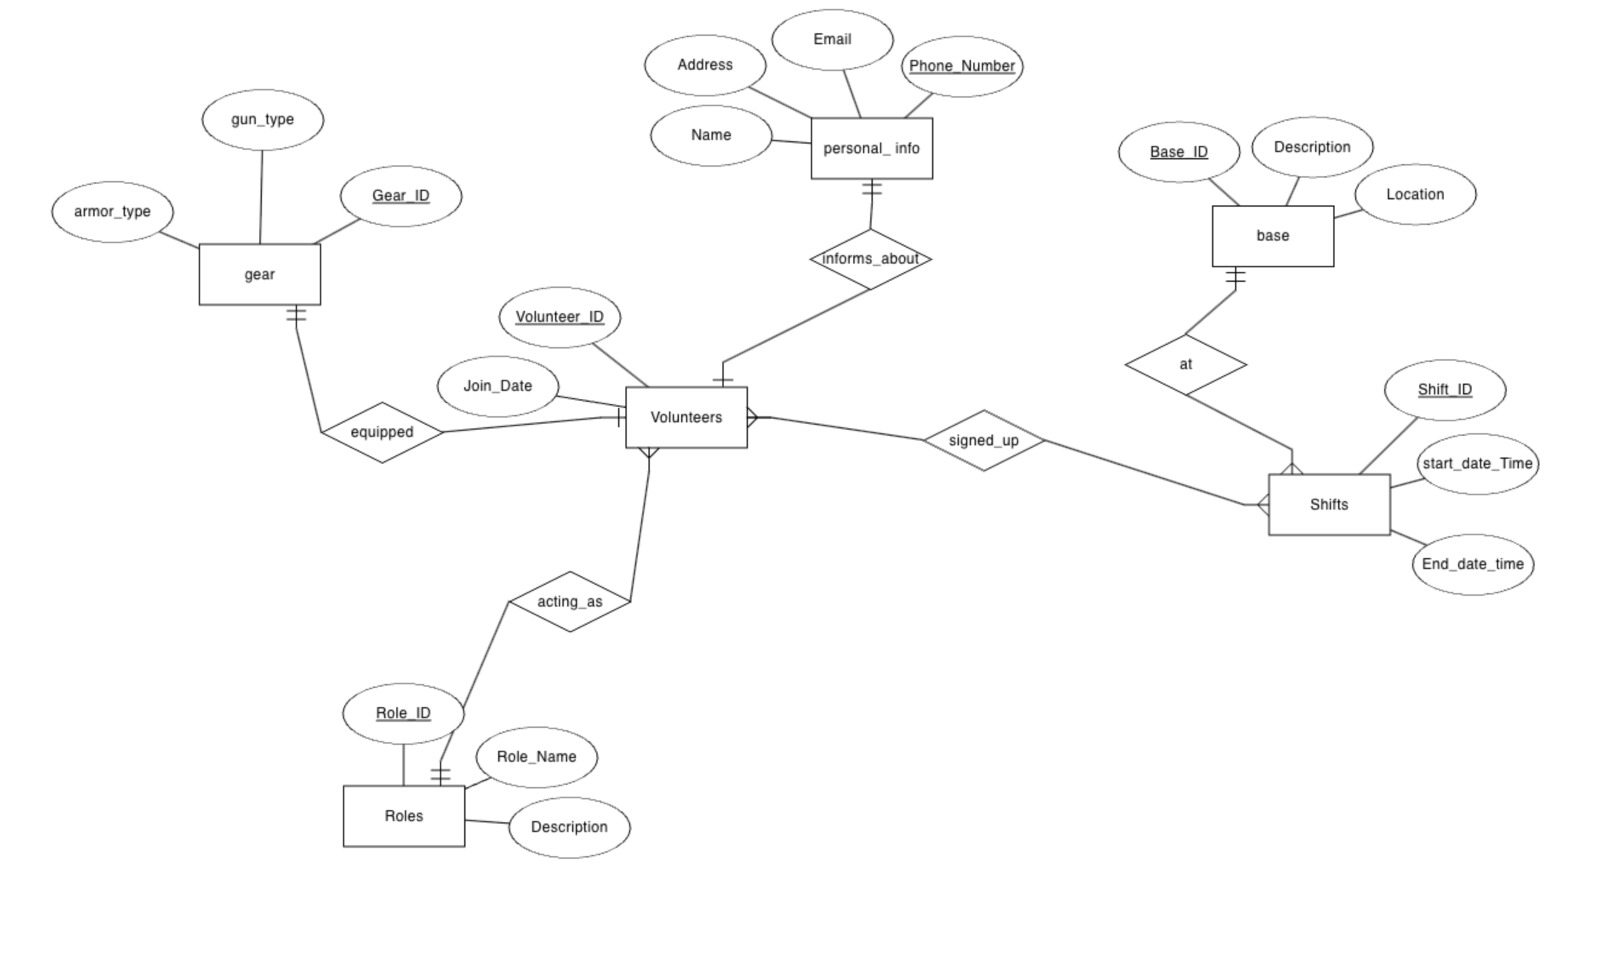 Email
Address
Phone_Number
Name
personal_ info
gun_type
Base_ID
Description
Location
armor_type
Gear_ID
base
gear
informs_about
Volunteer_ID
Join_Date
Volunteers
at
equipped
signed_up
Shift_ID
start_date_Time
Shifts
End_date_time
acting_as
Role_ID
Role_Name
Roles
Description